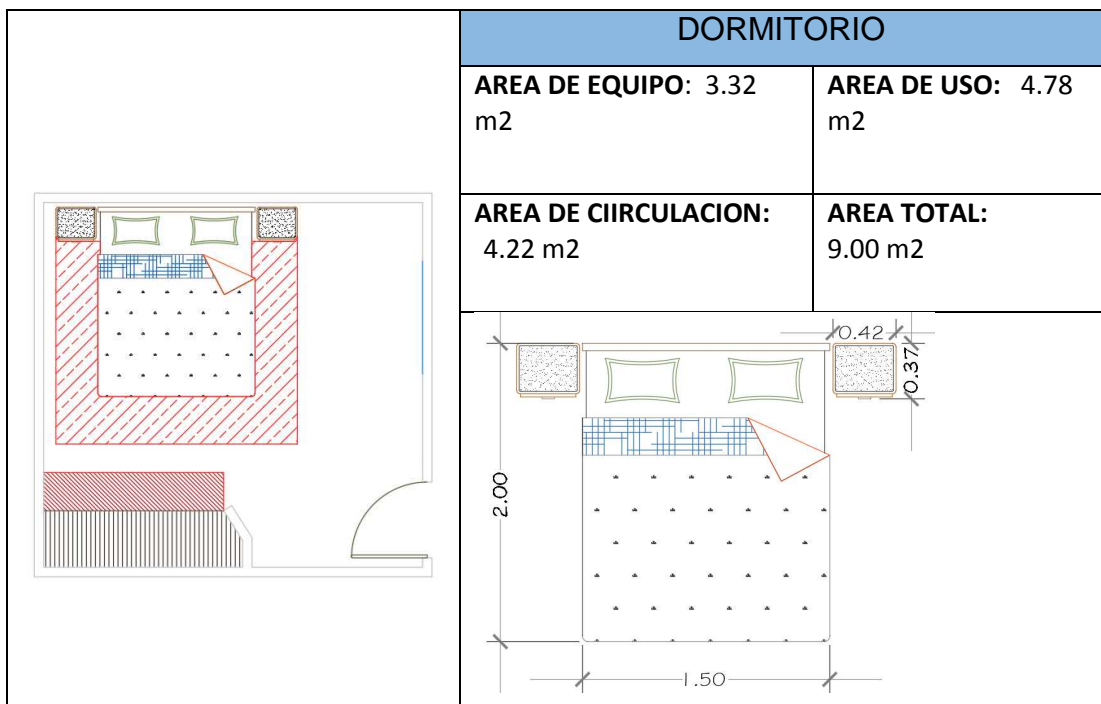 DORMITORIO
AREA DE EQUIPO: 3.32
m2
AREA DE USO: 4.78
m2
AREA DE CIIRCULACION:
4.22 m2
AREA TOTAL:
9.00 m2
0.42
0.37
2.00
1.50